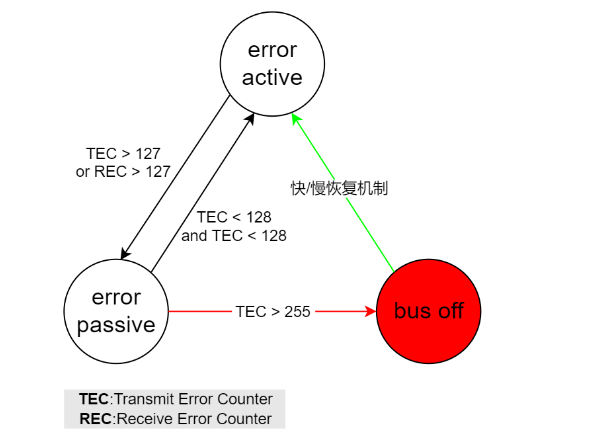 error
active
TEC > 127
or REC > 127
快/慢恢复机制
TEC < 128
and TEC < 128
error
passive
TEC > 255
bus off
TEC:Transmit Error Counter
REC:Receive Error Counter